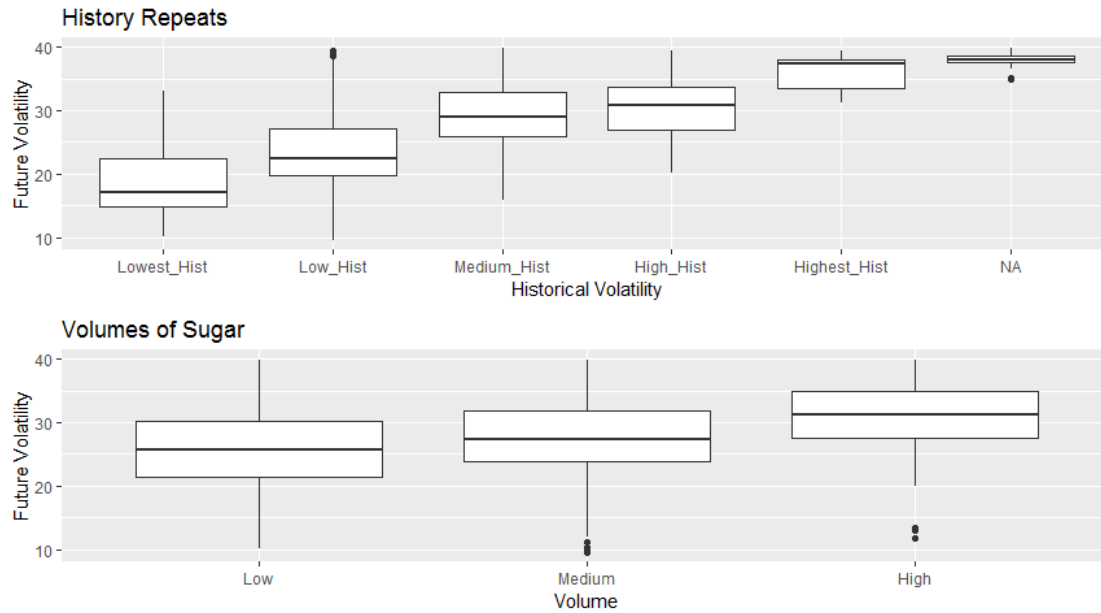 History Repeats
Future Volatility
40
30
20
10
Lowest_Hist Low_Hist Medium_Hist High_Hist Highest_Hist NA
Historical Volatility
Volumes of Sugar
Future Volatility
40
30
20
10
Low Medium High
Volume